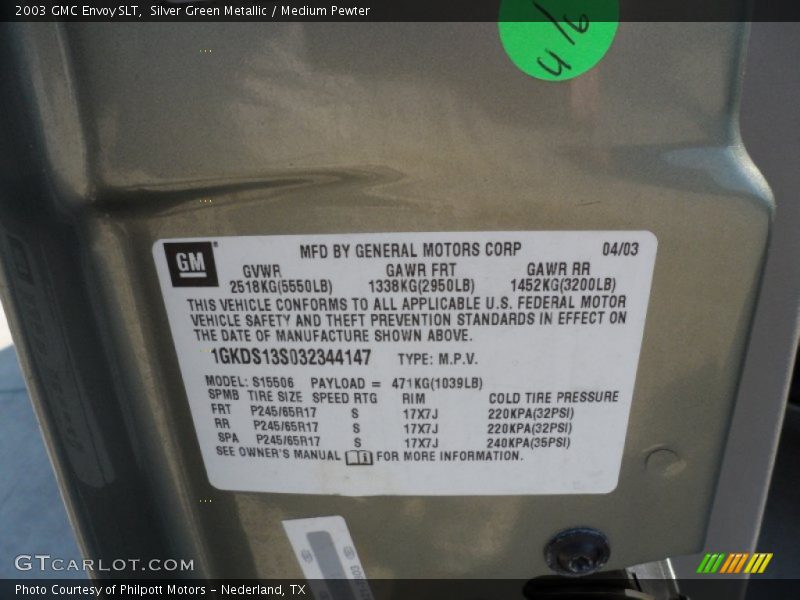 2003 GMC Envoy SLT, Silver Green Metallic / Medium Pewter
4/6
GM
MFD BY GENERAL MOTORS CORP 04/03
GVWR GAWR FRT GAWR RR
2518KG(5550LB) 1338KG(2950LB) 1452KG(3200LB)
THIS VEHICLE CONFORMS TO ALL APPLICABLE U.S. FEDERAL MOTOR
VEHICLE SAFETY AND THEFT PREVENTION STANDARDS IN EFFECT ON
THE DATE OF MANUFACTURE SHOWN ABOVE.
1GKDS13S032344147 TYPE: M.P.V.
MODEL: S15506 PAYLOAD = 471KG(1039LB)
SPMB TIRE SIZE SPEED RTG RIM COLD TIRE PRESSURE
FRT P245/65R17 S 17X7J 220KPA(32PSI)
RR P245/65R17 S 17X7J 220KPA(32PSI)
SPA P245/65R17 S 17X7J 240KPA(35PSI)
SEE OWNER'S MANUAL FOR MORE INFORMATION.
GTCARLOT.COM
Photo Courtesy of Philpott Motors - Nederland, TX